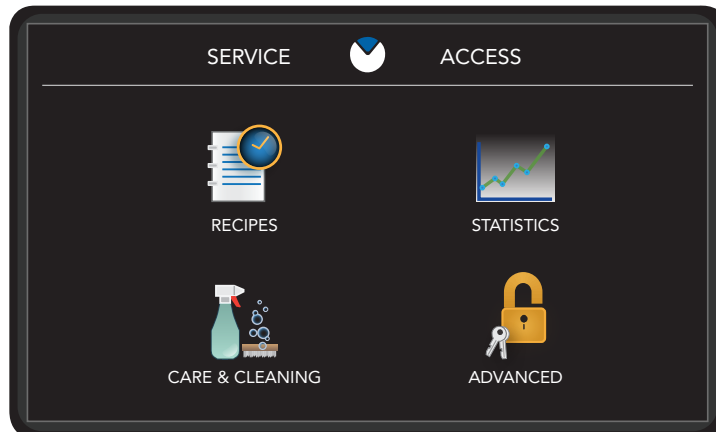 SERVICE ACCESS
RECIPES
STATISTICS
CARE & CLEANING
ADVANCED